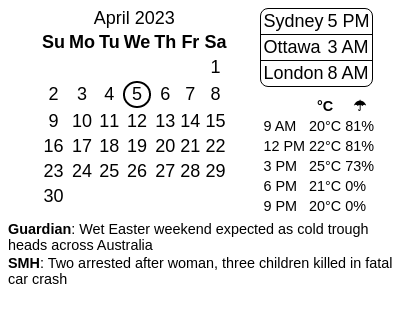 April 2023
Su Mo Tu We Th Fr Sa
1
2 3 4 5 6 7 8
9 10 11 12 13 14 15
16 17 18 19 20 21 22
23 24 25 26 27 28 29
30
Sydney 5 PM
Ottawa 3 AM
London 8 AM
°C ☂
9 AM 20°C 81%
12 PM 22°C 81%
3 PM 25°C 73%
6 PM 21°C 0%
9 PM 20°C 0%
Guardian: Wet Easter weekend expected as cold trough
heads across Australia
SMH: Two arrested after woman, three children killed in fatal
car crash